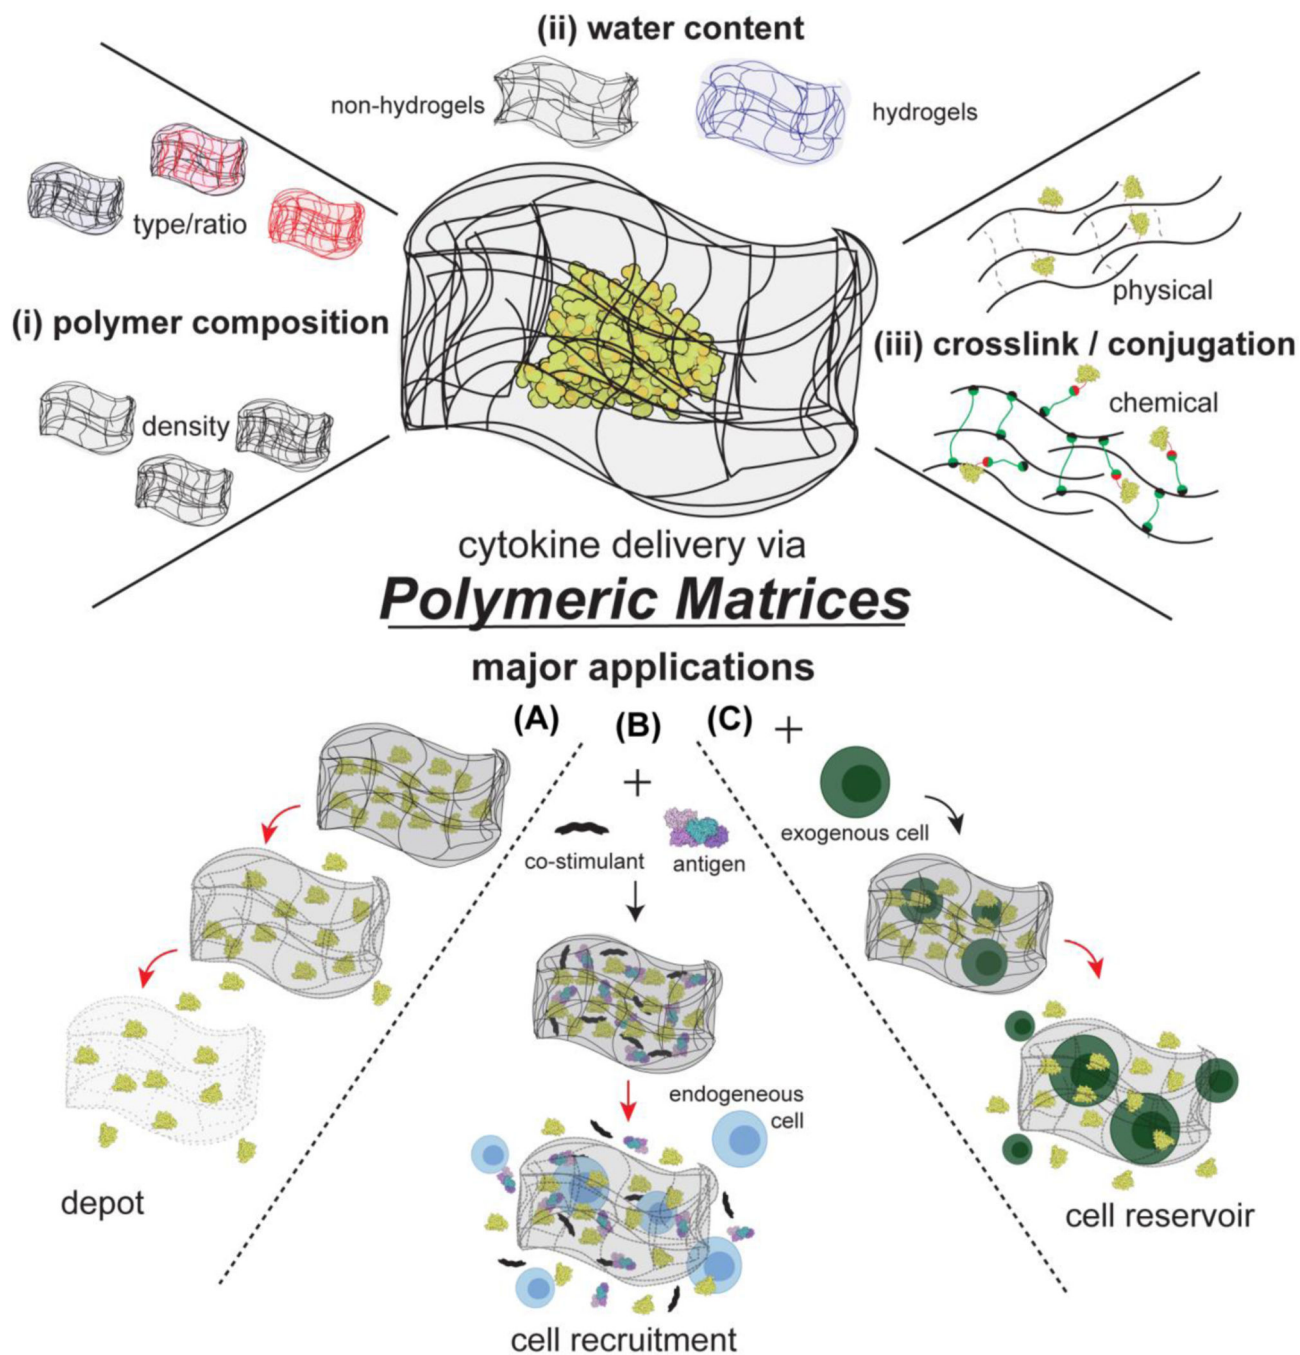 (ii) water content
non-hydrogels
hydrogels
type/ratio
(i) polymer composition
density
physical
(iii) crosslink / conjugation
chemical
cytokine delivery via
Polymeric Matrices
major applications
(A)
(B)
(C)
+
+
co-stimulant
antigen
exogenous cell
endogeneous
cell
depot
cell recruitment
cell reservoir